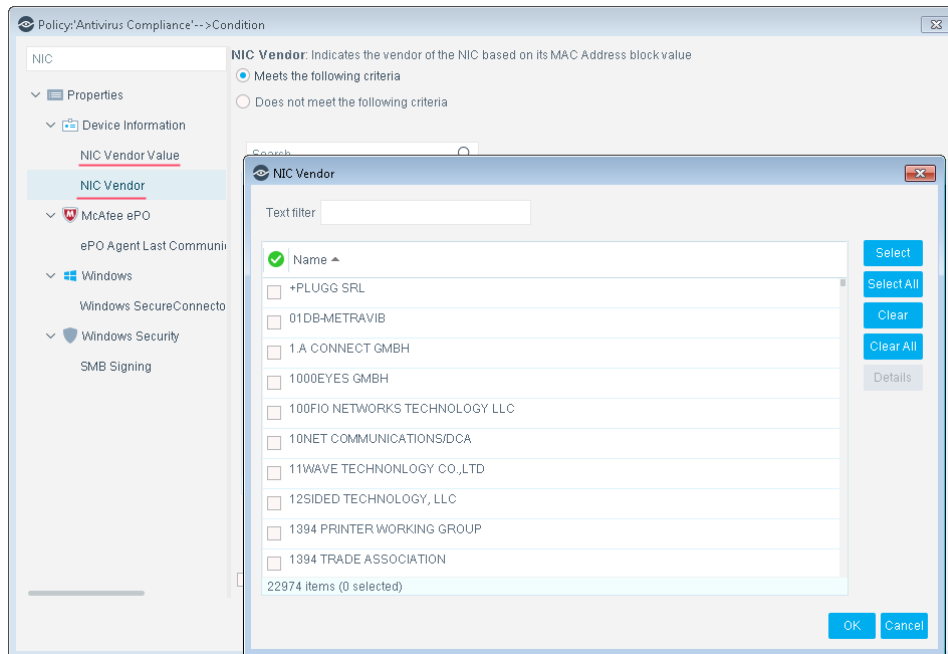 Policy:'Antivirus Compliance'-->Condition
NIC
NIC Vendor: Indicates the vendor of the NIC based on its MAC Address block value
Meets the following criteria
Does not meet the following criteria
Properties
Device Information
NIC Vendor Value
NIC Vendor
McAfee ePO
ePO Agent Last Communi
Windows
Windows SecureConnecto
Windows Security
SMB Signing
Search
NIC Vendor
Text filter
Name
+PLUGG SRL
01DB-METRAVIB
1.A CONNECT GMBH
1000EYES GMBH
100FIO NETWORKS TECHNOLOGY LLC
10NET COMMUNICATIONS/DCA
11WAVE TECHNONLOGY CO.,LTD
12SIDED TECHNOLOGY, LLC
1394 PRINTER WORKING GROUP
1394 TRADE ASSOCIATION
22974 items (0 selected)
Select
Select All
Clear
Clear All
Details
OK
Cancel